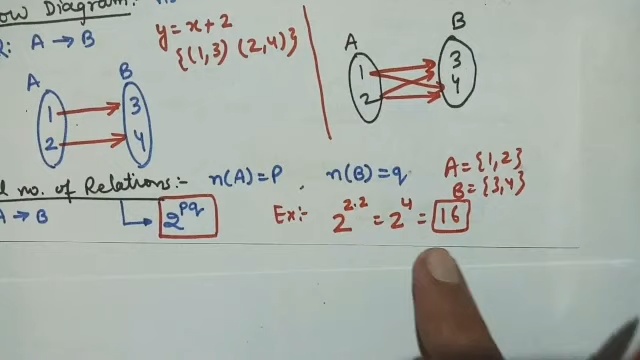 ow Diagram:
R: A → B
y = x + 2
{(1,3) (2,4)}
A B
1 3
2 4
A B
1 3
2 4
no. of Relations:- n(A) = P , n(B) = q
A → B
2^pq
A = {1,2}
B = {3,4}
Ex:- 2^2.2 = 2^4 = 16